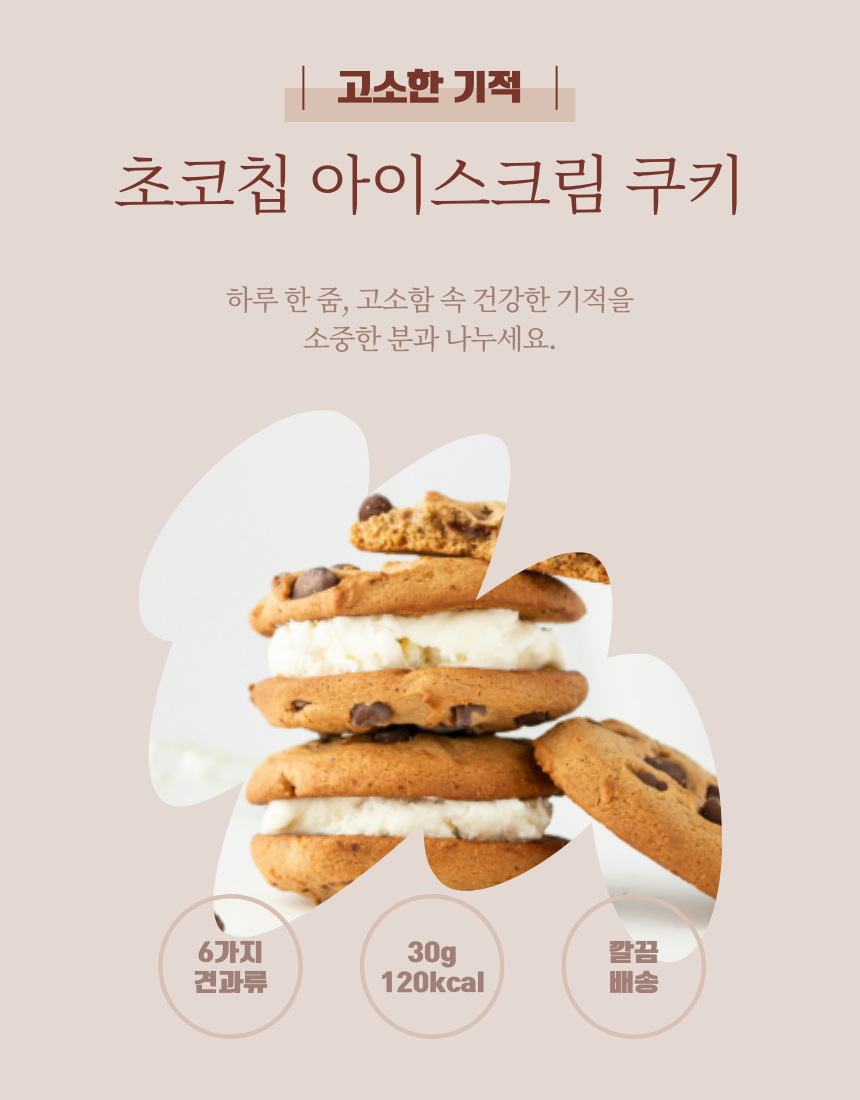 고소한 기적
초코칩 아이스크림 쿠키
하루 한 줌, 고소함 속 건강한 기적을
소중한 분과 나누세요.
6가지
견과류
30g
120kcal
깔끔
배송